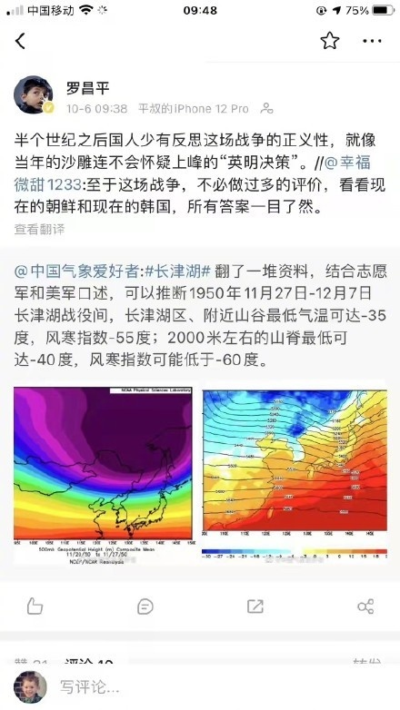 中国移动
09:48
75%
罗昌平
10-6 09:38 平叔的iPhone 12 Pro
半个世纪之后国人少有反思这场战争的正义性，就像
当年的沙雕连不会怀疑上峰的“英明决策”。//@幸福
微甜1233:至于这场战争，不必做过多的评价，看看现
在的朝鲜和现在的韩国，所有答案一目了然。
查看翻译
@中国气象爱好者:#长津湖# 翻了一堆资料，结合志愿
军和美军口述，可以推断1950年11月27日-12月7日
长津湖战役间，长津湖区、附近山谷最低气温可达-35
度，风寒指数-55度；2000米左右的山脊最低可
达-40度，风寒指数可能低于-60度。
NOAA Physical Sciences Laboratory
500mb Geopotential Height (m) Composite Mean
NCEP/NCAR Reanalysis
写评论...